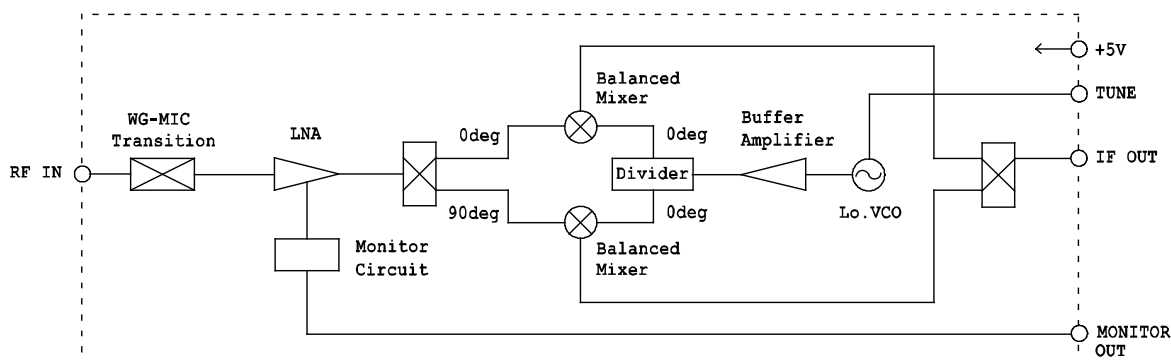 +5V
TUNE
Balanced
Mixer
WG-MIC
Transition
LNA
0deg
0deg
Buffer
Amplifier
RF IN
Divider
IF OUT
90deg
0deg
Lo.VCO
Monitor
Circuit
Balanced
Mixer
MONITOR
OUT